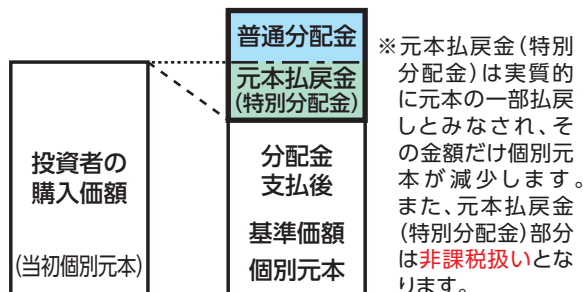 普通分配金
元本払戻金
(特別分配金)
投資者の
購入価額
(当初個別元本)
分配金
支払後
基準価額
個別元本
※元本払戻金(特別
分配金)は実質的
に元本の一部払戻
しとみなされ、そ
の金額だけ個別元
本が減少します。
また、元本払戻金
(特別分配金)部分
は非課税扱いとな
ります。